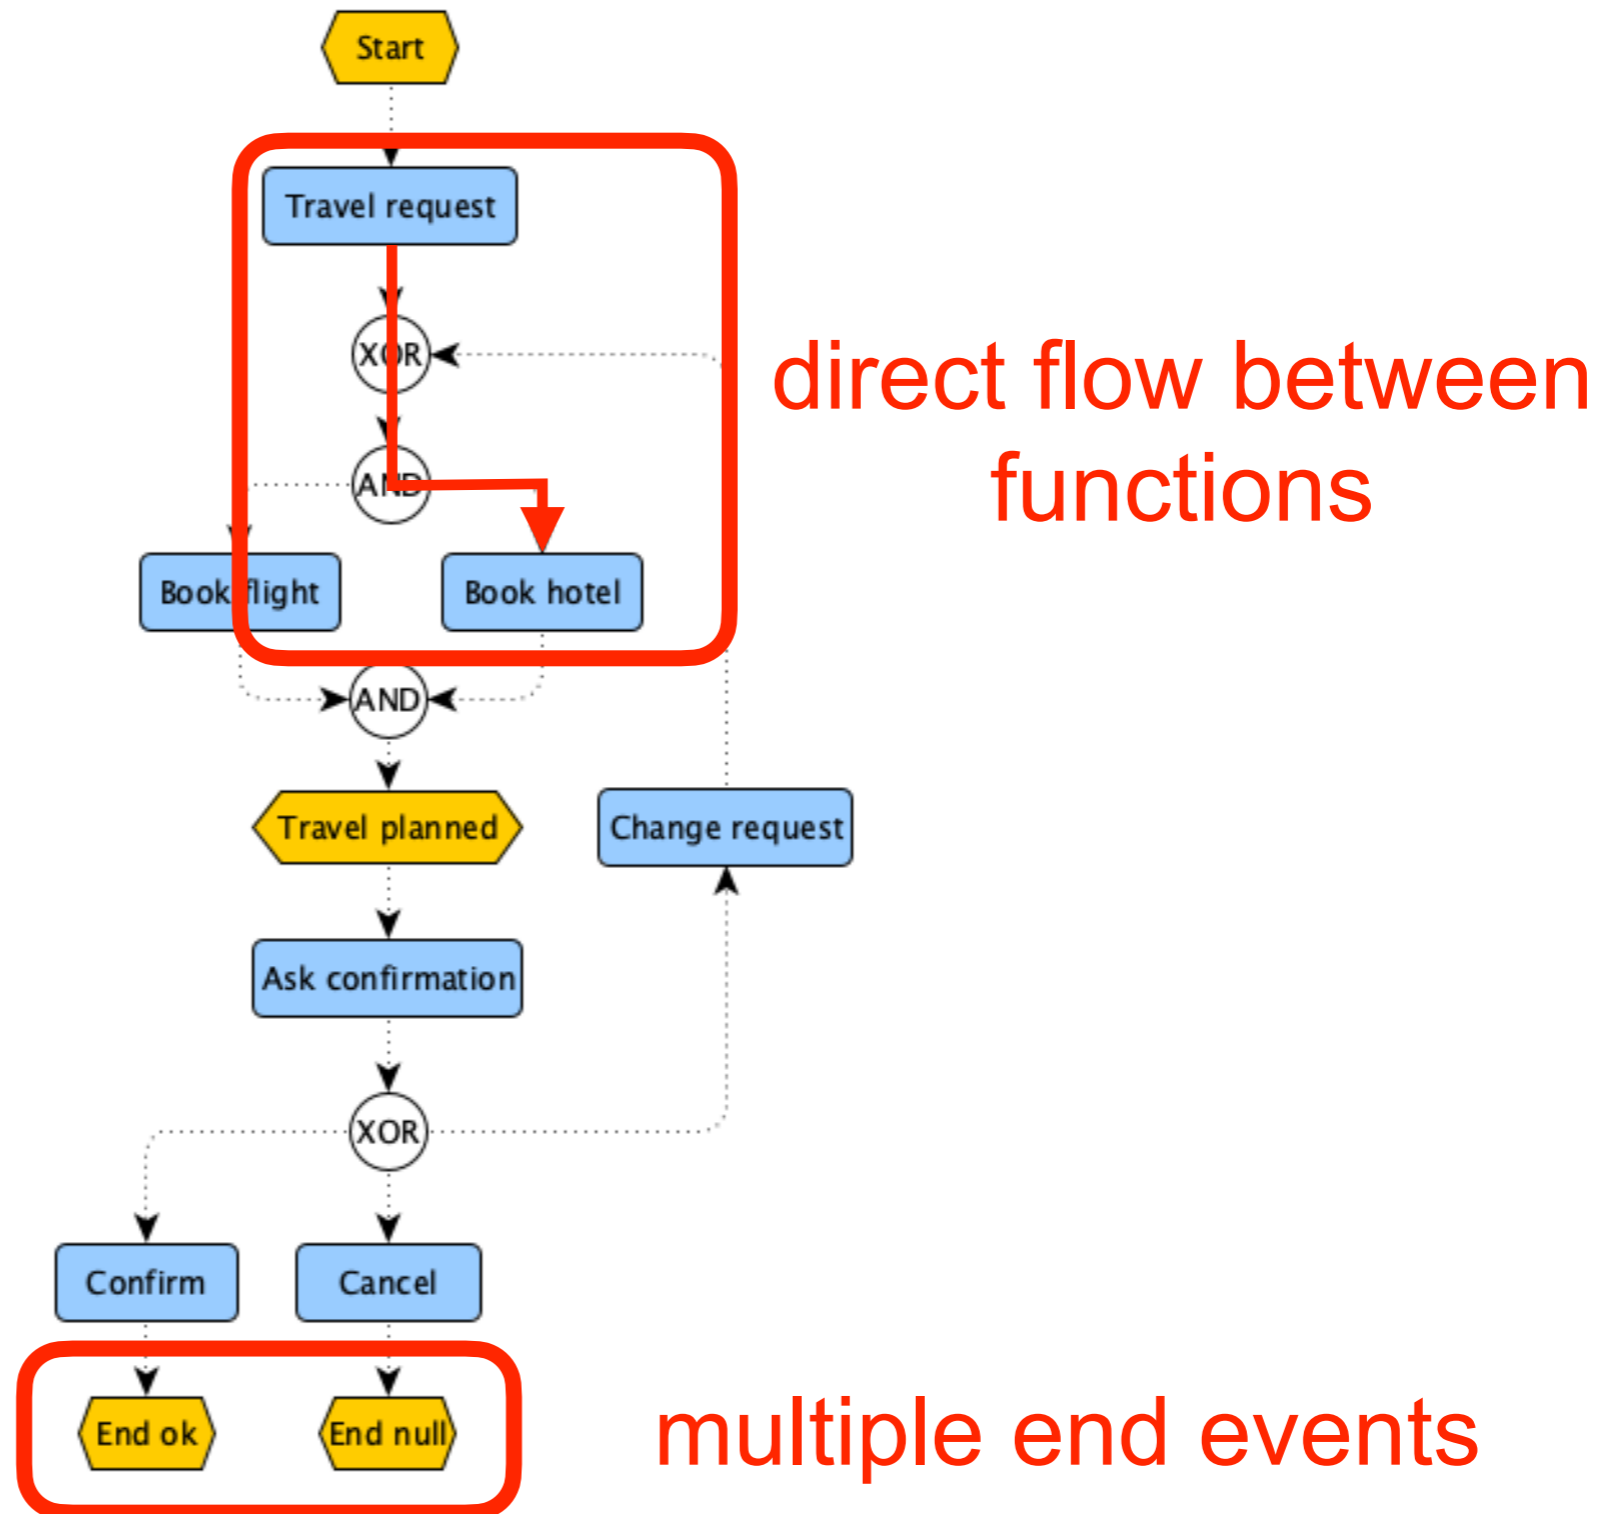 Start
Travel request
XOR
direct flow between
functions
AND
Book flight
Book hotel
AND
Travel planned
Change request
Ask confirmation
XOR
Confirm
Cancel
End ok
End null
multiple end events